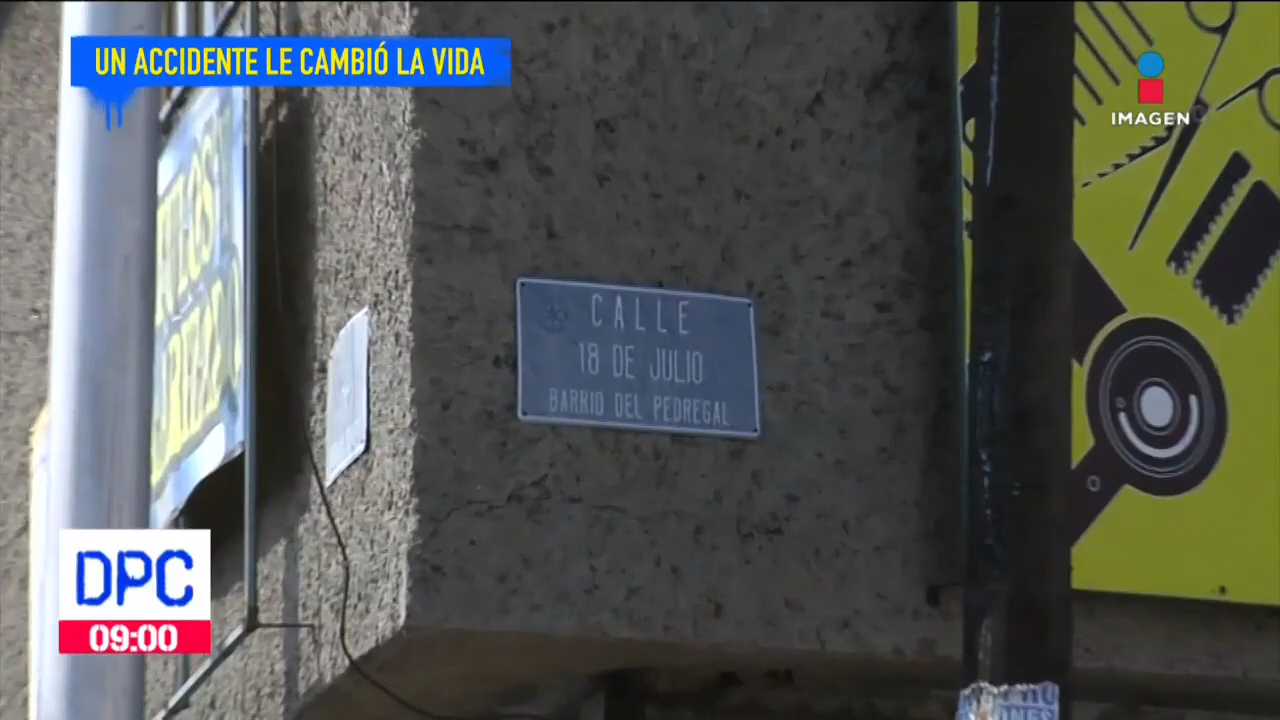 UN ACCIDENTE LE CAMBIÓ LA VIDA
IMAGEN
CALLE
18 DE JULIO
BARRIO DEL PEDREGAL
DPC
09:00